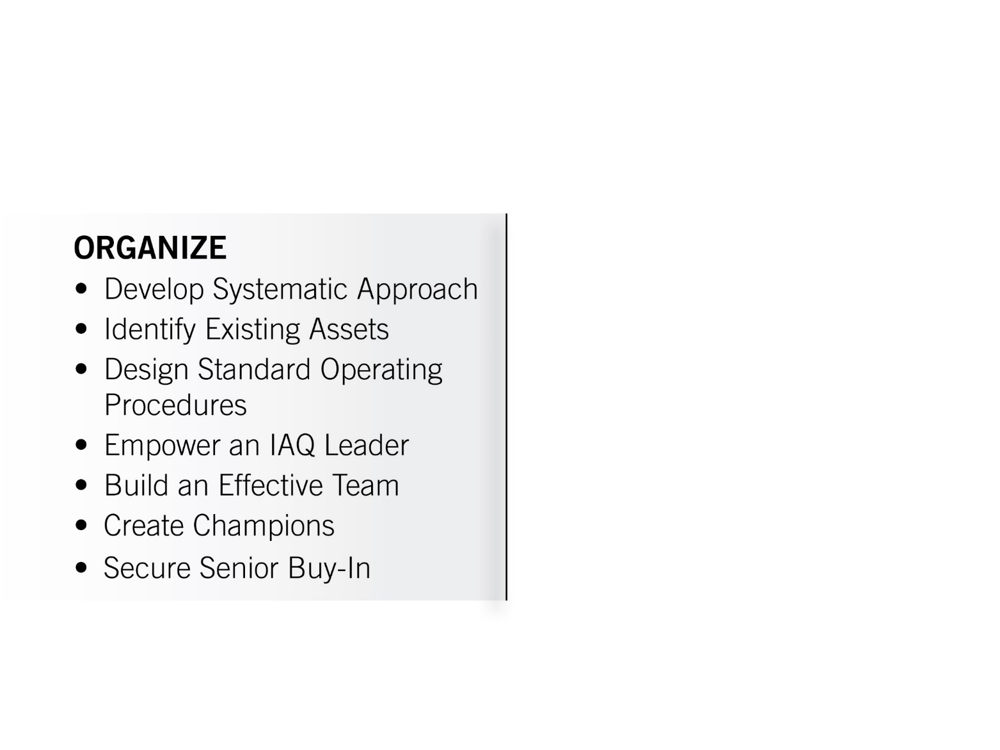 ORGANIZE
• Develop Systematic Approach
• Identify Existing Assets
• Design Standard Operating
Procedures
• Empower an IAQ Leader
• Build an Effective Team
• Create Champions
• Secure Senior Buy-In